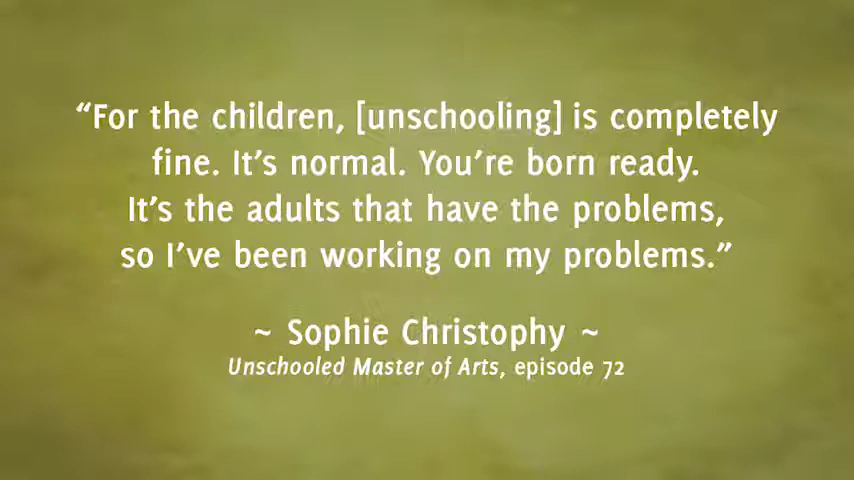 “For the children, [unschooling] is completely
fine. It’s normal. You’re born ready.
It’s the adults that have the problems,
so I’ve been working on my problems.”
~ Sophie Christophy ~
Unschooled Master of Arts, episode 72